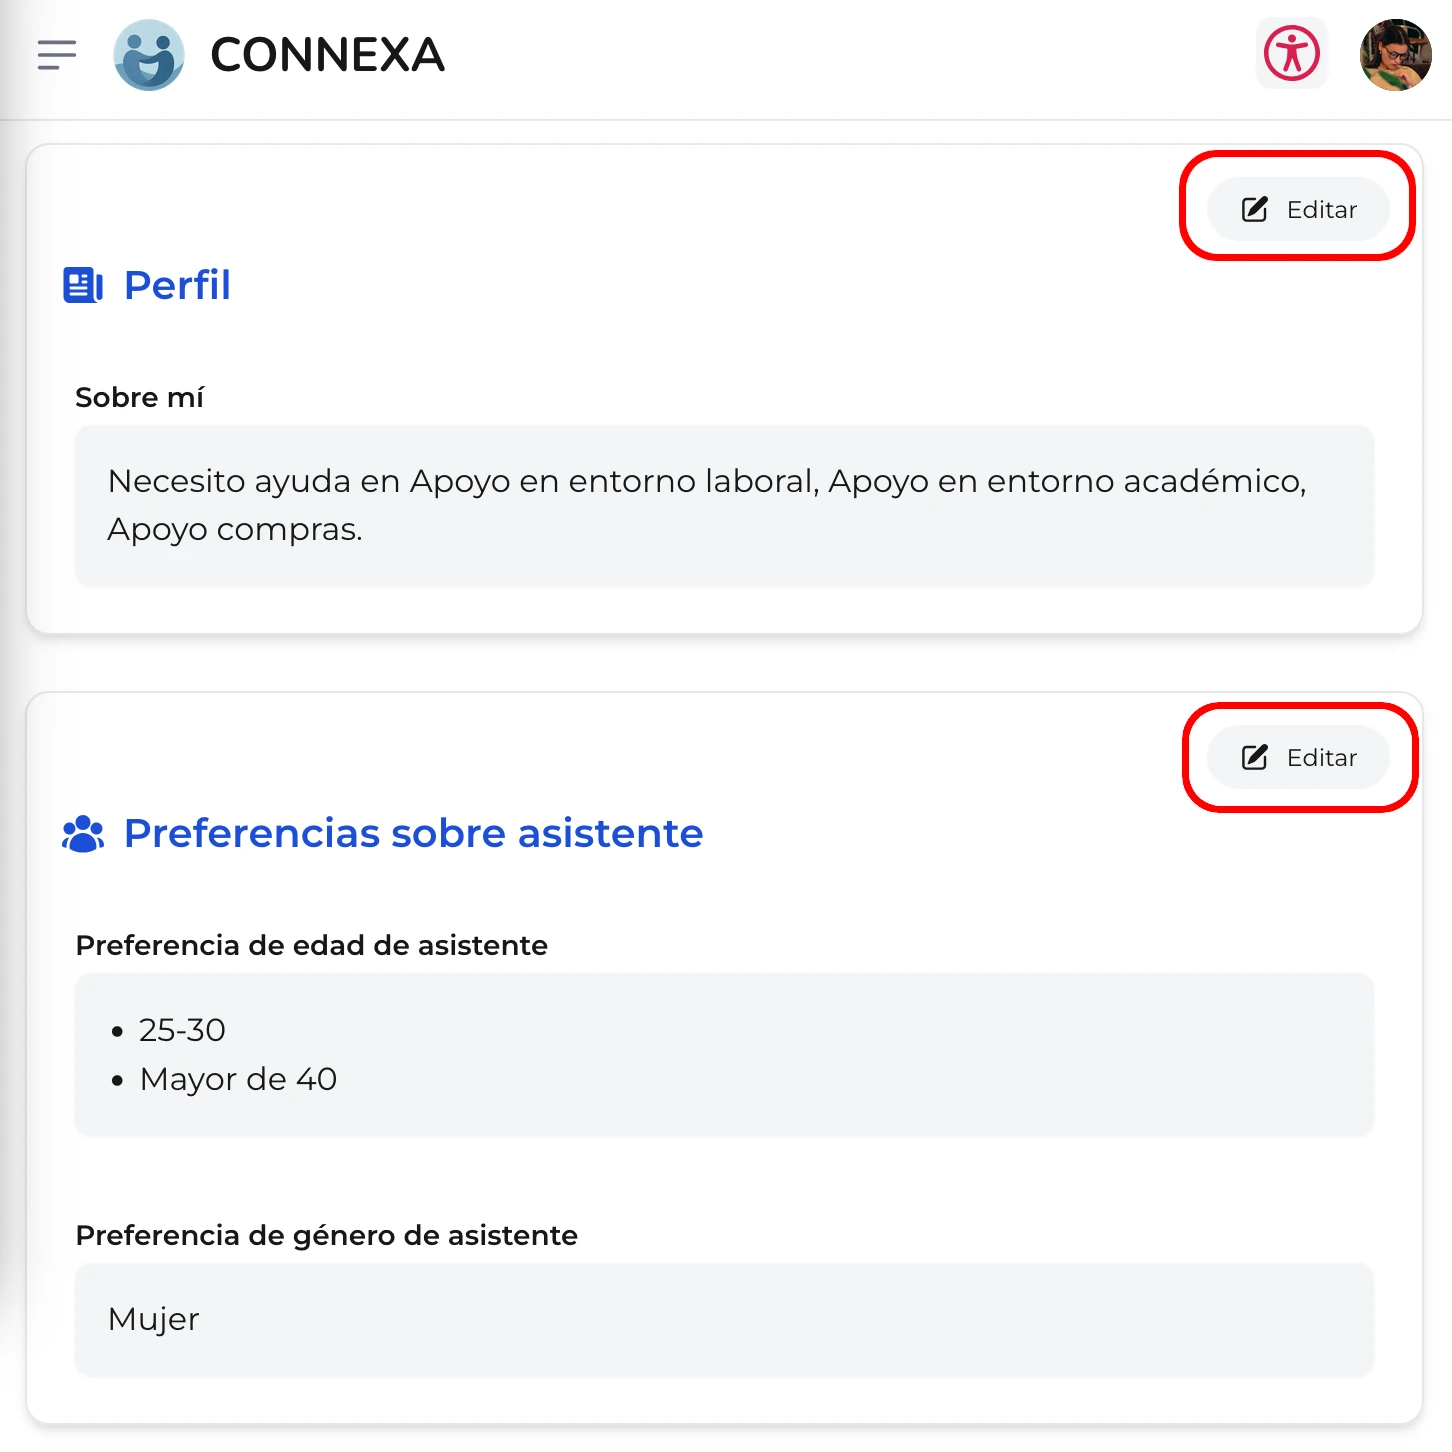 CONNEXA
Editar
Perfil
Sobre mí
Necesito ayuda en Apoyo en entorno laboral, Apoyo en entorno académico,
Apoyo compras.
Editar
Preferencias sobre asistente
Preferencia de edad de asistente
• 25-30
• Mayor de 40
Preferencia de género de asistente
Mujer